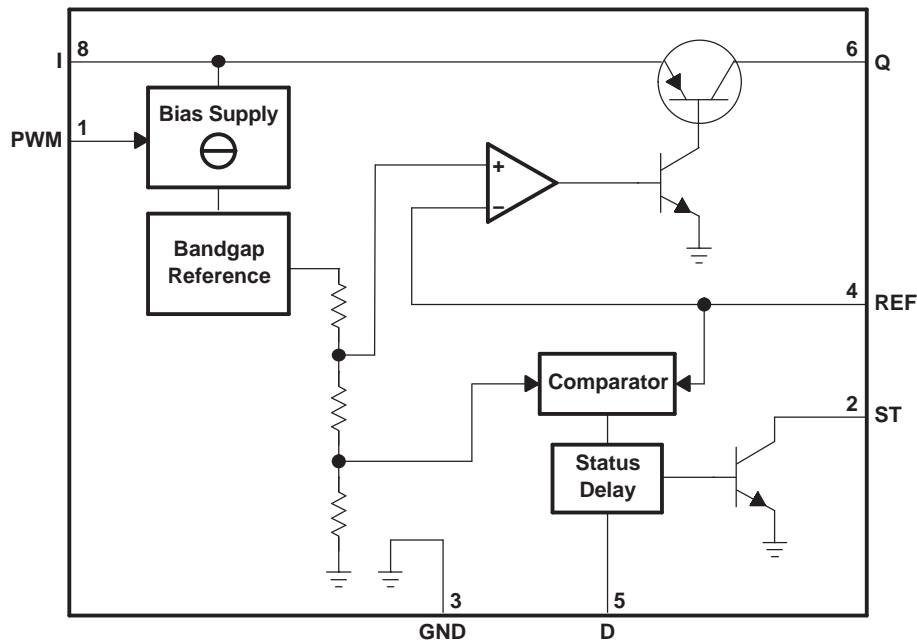 8
I
6
Q
Bias Supply
1
PWM
+
−
Bandgap
Reference
4
REF
Comparator
2
ST
Status
Delay
3
GND
5
D